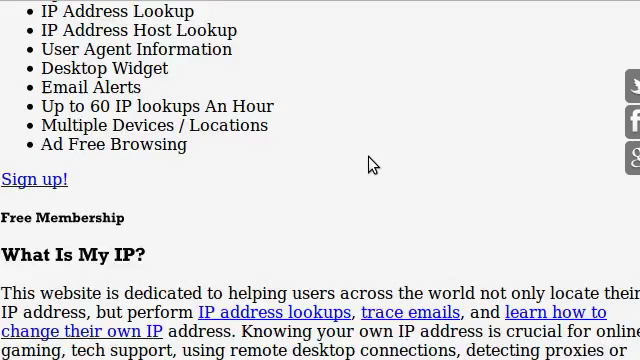 IP Address Lookup
IP Address Host Lookup
User Agent Information
Desktop Widget
Email Alerts
Up to 60 IP lookups An Hour
Multiple Devices / Locations
Ad Free Browsing
Sign up!
Free Membership
What Is My IP?
This website is dedicated to helping users across the world not only locate their
IP address, but perform IP address lookups, trace emails, and learn how to
change their own IP address. Knowing your own IP address is crucial for online
gaming, tech support, using remote desktop connections, detecting proxies or